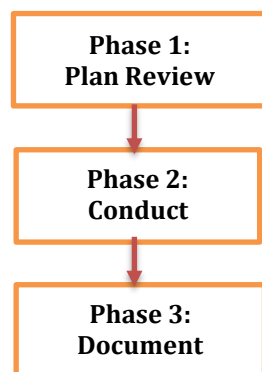 Phase 1:
Plan Review
Phase 2:
Conduct
Phase 3:
Document